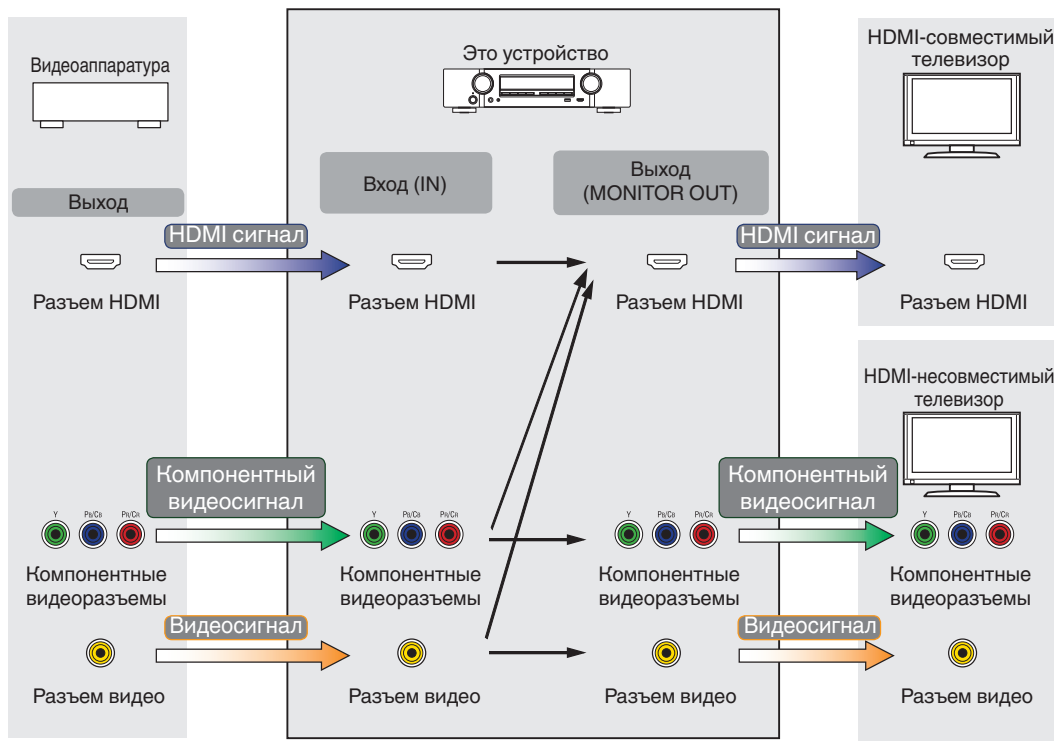 Видеоаппаратура
Это устройство
HDMI-совместимый
телевизор
Выход
Вход (IN)
Выход
(MONITOR OUT)
HDMI сигнал
HDMI сигнал
Разъем HDMI
Разъем HDMI
Разъем HDMI
Разъем HDMI
HDMI-несовместимый
телевизор
Компонентный
видеосигнал
Компонентный
видеосигнал
Y PB/CB PR/CR
Y PB/CB PR/CR
Y PB/CB PR/CR
Y PB/CB PR/CR
Компонентные
видеоразъемы
Компонентные
видеоразъемы
Компонентные
видеоразъемы
Компонентные
видеоразъемы
Видеосигнал
Видеосигнал
Разъем видео
Разъем видео
Разъем видео
Разъем видео